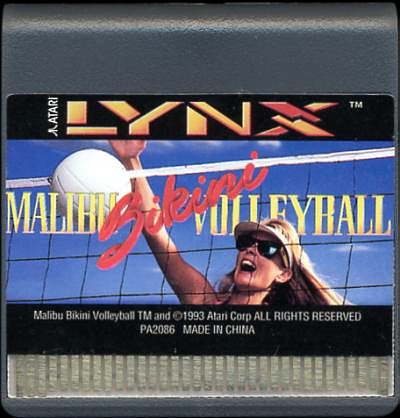 ATARI
LYNX ™
Bikini
MALIBU VOLLEYBALL
Malibu Bikini Volleyball TM and ©1993 Atari Corp ALL RIGHTS RESERVED
PA2086 MADE IN CHINA